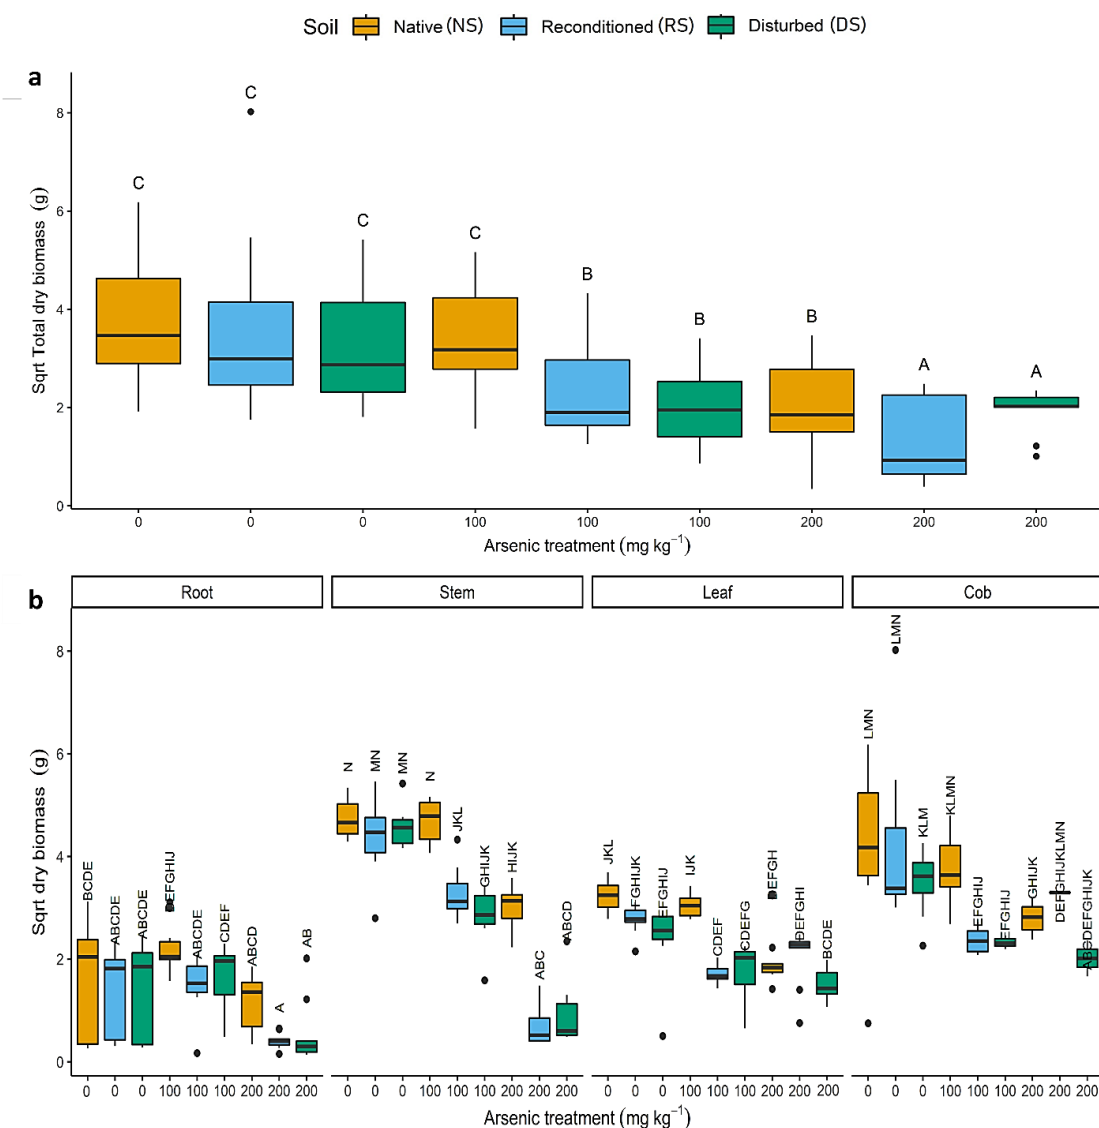 Soil Native (NS) Reconditioned (RS) Disturbed (DS)
a
Sqrt Total dry biomass (g)
8
6
4
2
0
C C C C B B B A A
0 0 0 100 100 100 200 200 200
Arsenic treatment (mg kg⁻¹)
b
Root Stem Leaf Cob
Sqrt dry biomass (g)
8
6
4
2
0
BCDE ABCDE ABCDE EFGHIJ ABCDE CDEF ABCD A AB
N MN MN N JKL GHIJK HIJK ABC ABCD
JKL FGHIJK EFGHIJ IJK CDEF CDEFG DEFGH DEFGHI BCDE
LMN LMN KLM KLMN EFGHIJ EFGHIJ GHIJK DEFGHIJKLMN
0 0 0 100 100 100 200 200 200 0 0 0 100 100 100 200 200 200 0 0 0 100 100 100 200 200 200 0 0 0 100 100 100 200 200 200
Arsenic treatment (mg kg⁻¹)